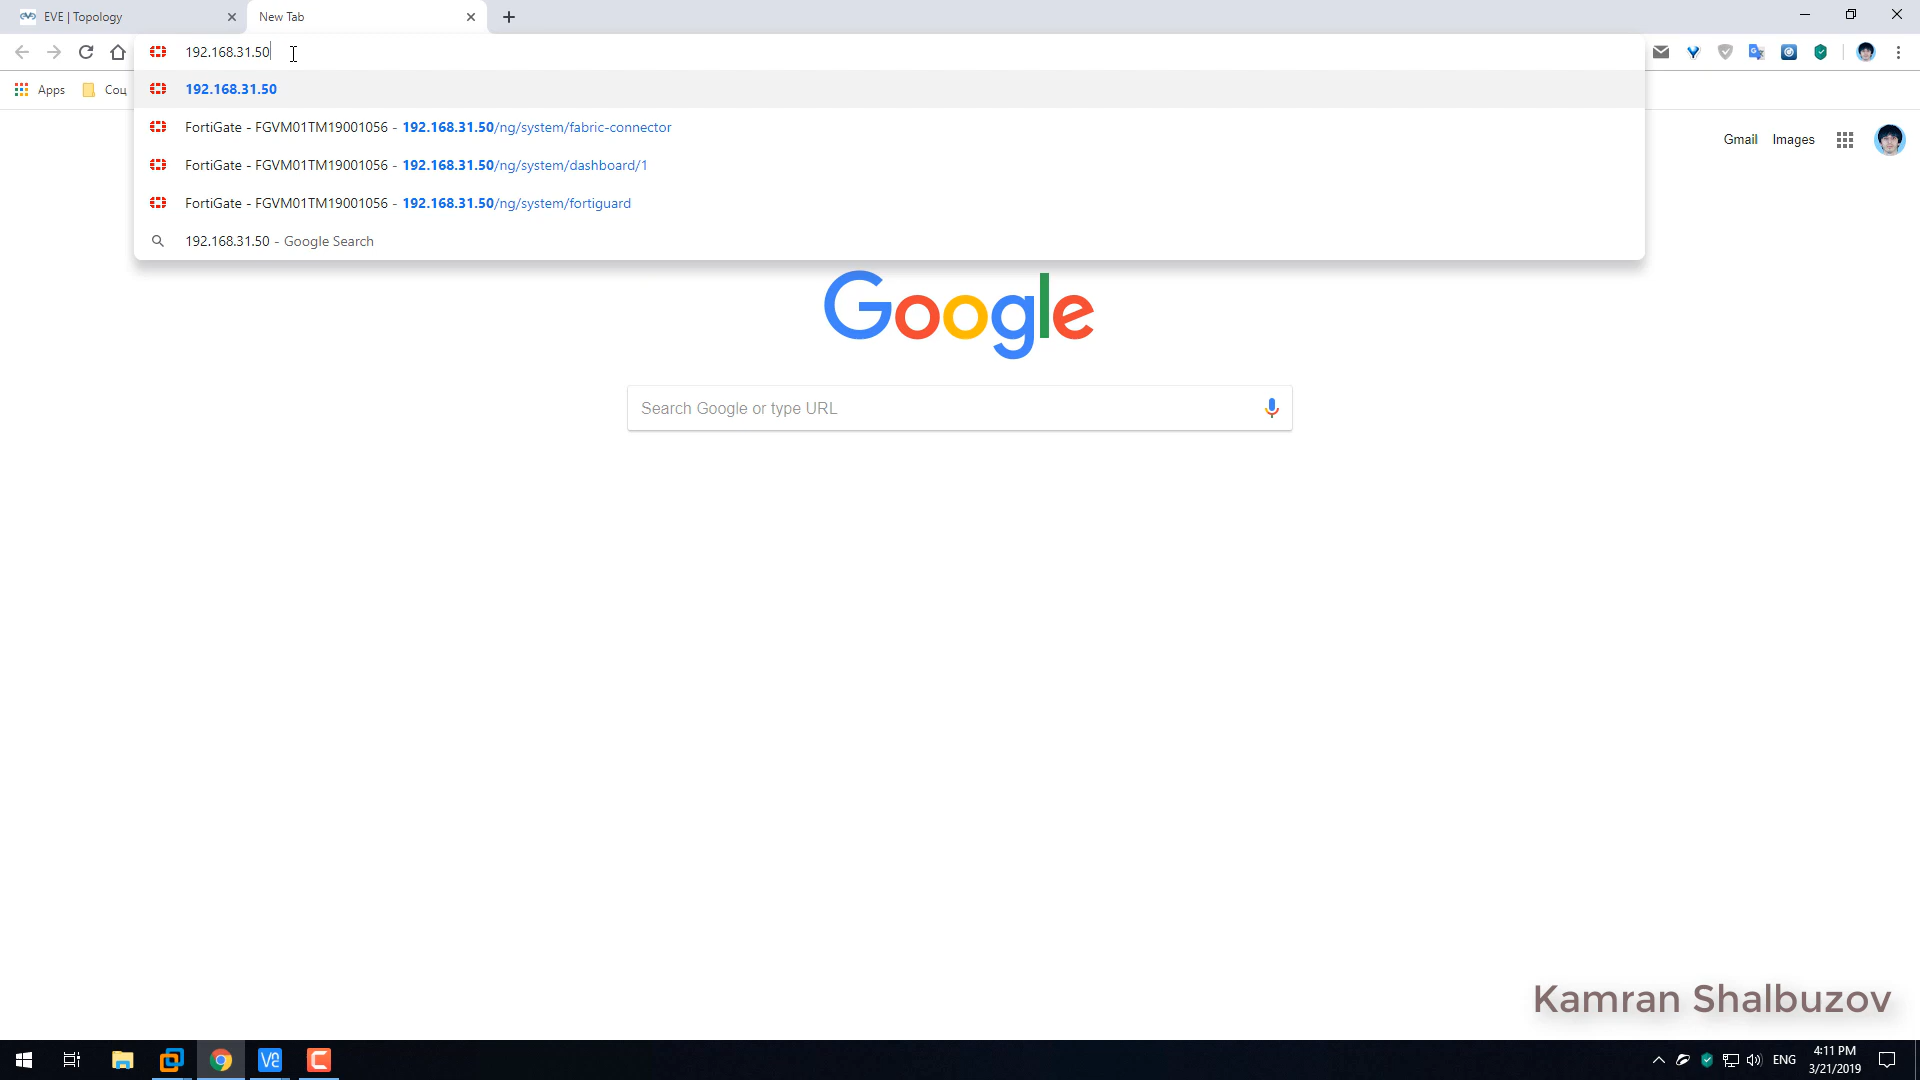 EVE | Topology
New Tab
192.168.31.50
Apps
Соц
192.168.31.50
FortiGate - FGVM01TM19001056 - 192.168.31.50/ng/system/fabric-connector
FortiGate - FGVM01TM19001056 - 192.168.31.50/ng/system/dashboard/1
FortiGate - FGVM01TM19001056 - 192.168.31.50/ng/system/fortiguard
192.168.31.50 - Google Search
Gmail Images
Google
Search Google or type URL
Kamran Shalbuzov
ENG
4:11 PM
3/21/2019